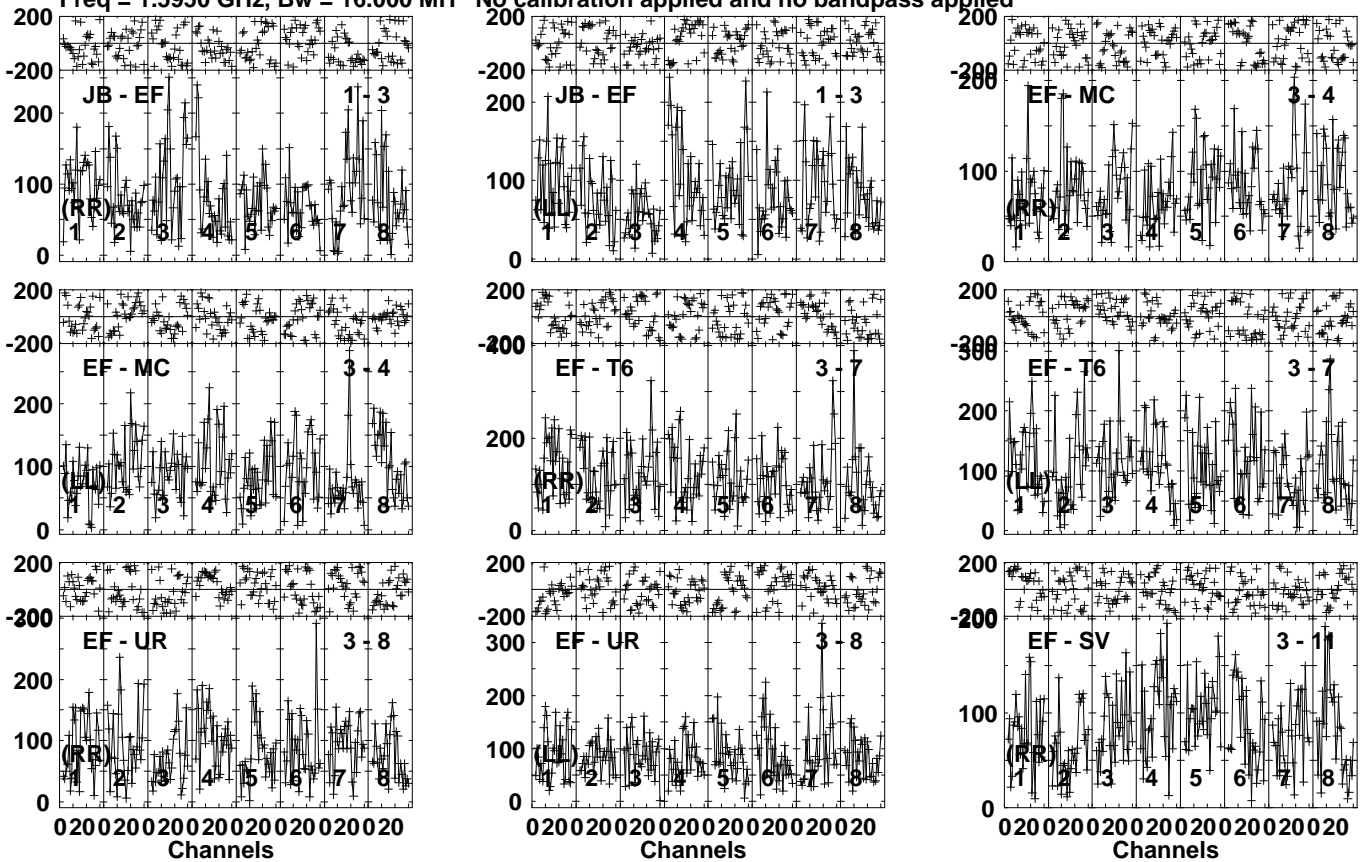 Freq = 1.5950 GHz, Bw = 16.000 MH No calibration applied and no bandpass applied
200 200 200
-200 -200 -200
JB - EF 1 - 3 JB - EF 1 - 3 EF - MC 3 - 4
200 200 200
100 100 100
(RR) (LL) (RR)
1 2 3 4 5 6 7 8 1 2 3 4 5 6 7 8 1 2 3 4 5 6 7 8
0 0 0
200 200 200
-200 -200 400 -200 300
EF - MC 3 - 4 EF - T6 3 - 7 EF - T6 3 - 7
200 200 200
100 100
(LL) (RR) (LL)
1 2 3 4 5 6 7 8 1 2 3 4 5 6 7 8 1 2 3 4 5 6 7 8
0 0 0
200 200 200
-200 300 -200 -200 200
EF - UR 3 - 8 EF - UR 3 - 8 EF - SV 3 - 11
300
200 200
100 100 100
(RR) (LL) (RR)
1 2 3 4 5 6 7 8 1 2 3 4 5 6 7 8 1 2 3 4 5 6 7 8
0 0 0
0 20 0 20 0 20 0 20 0 20 0 20 0 20 0 20 0 20 0 20 0 20 0 20 0 20 0 20 0 20 0 20 0 20 0 20 0 20 0 20 0 20 0 20 0 20 0 20
Channels Channels Channels